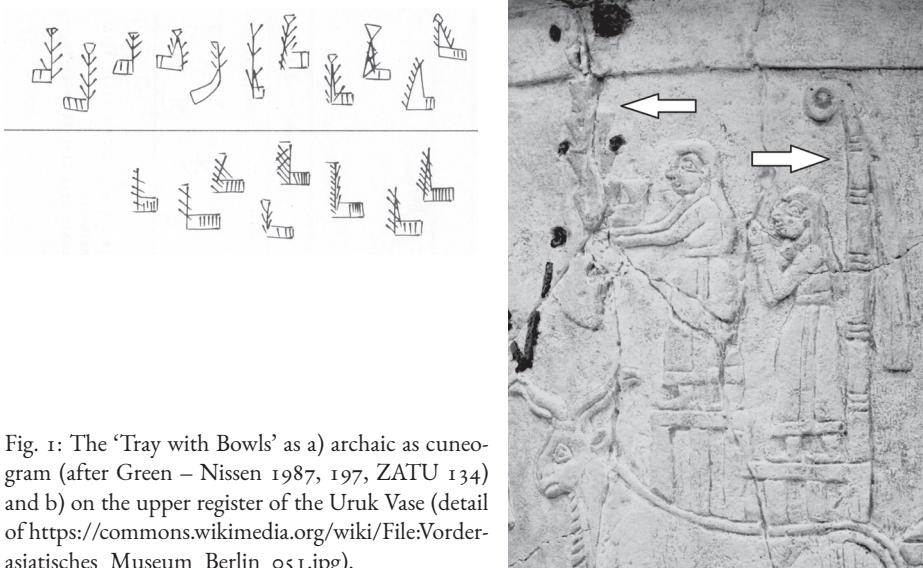 Fig. 1: The ‘Tray with Bowls’ as a) archaic as cuneo-
gram (after Green – Nissen 1987, 197, ZATU 134)
and b) on the upper register of the Uruk Vase (detail
of https://commons.wikimedia.org/wiki/File:Vorder-
asiatisches_Museum_Berlin_051.jpg).